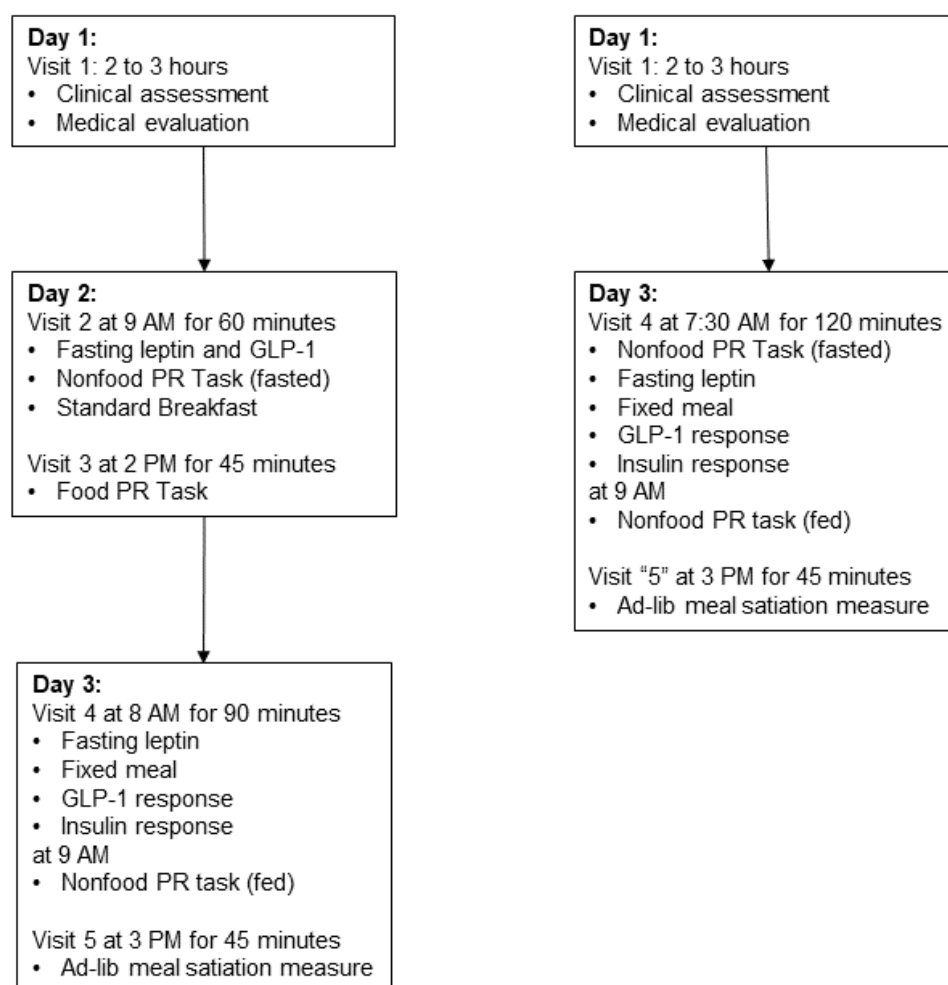 Day 1:
Visit 1: 2 to 3 hours
• Clinical assessment
• Medical evaluation
Day 2:
Visit 2 at 9 AM for 60 minutes
• Fasting leptin and GLP-1
• Nonfood PR Task (fasted)
• Standard Breakfast
Visit 3 at 2 PM for 45 minutes
• Food PR Task
Day 3:
Visit 4 at 8 AM for 90 minutes
• Fasting leptin
• Fixed meal
• GLP-1 response
• Insulin response
at 9 AM
• Nonfood PR task (fed)
Visit 5 at 3 PM for 45 minutes
• Ad-lib meal satiation measure
Day 1:
Visit 1: 2 to 3 hours
• Clinical assessment
• Medical evaluation
Day 3:
Visit 4 at 7:30 AM for 120 minutes
• Nonfood PR Task (fasted)
• Fasting leptin
• Fixed meal
• GLP-1 response
• Insulin response
at 9 AM
• Nonfood PR task (fed)
Visit “5” at 3 PM for 45 minutes
• Ad-lib meal satiation measure